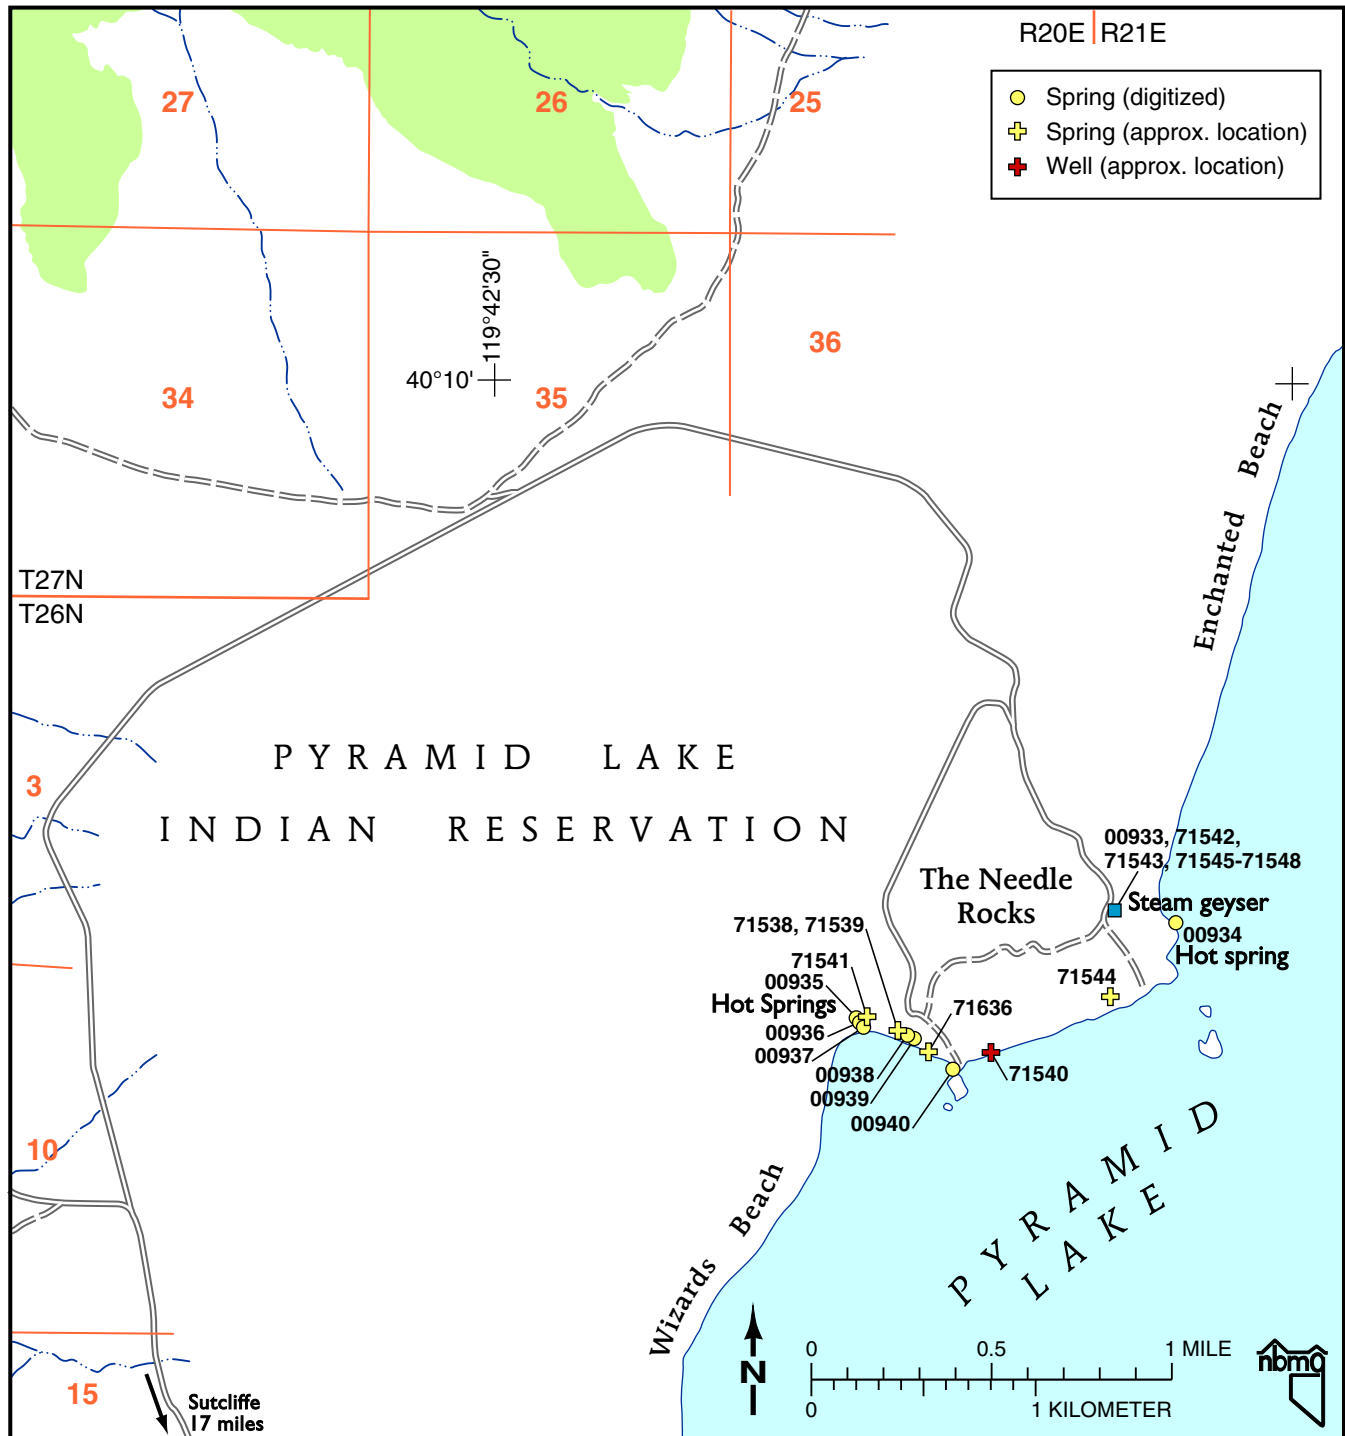 R20E R21E
Spring (digitized)
Spring (approx. location)
Well (approx. location)
27
26
25
36
119°42'30"
40°10'
34
35
Enchanted Beach
T27N
T26N
PYRAMID LAKE
INDIAN RESERVATION
3
00933, 71542,
71543, 71545-71548
The Needle
Rocks
Steam geyser
71538, 71539
00934
Hot spring
71541
00935
71544
Hot Springs
71636
00936
00937
71540
00938
00939
00940
10
PYRAMID
LAKE
Wizards Beach
0 0.5 1 MILE
N
nbmg
15
Sutcliffe
17 miles
0 1 KILOMETER